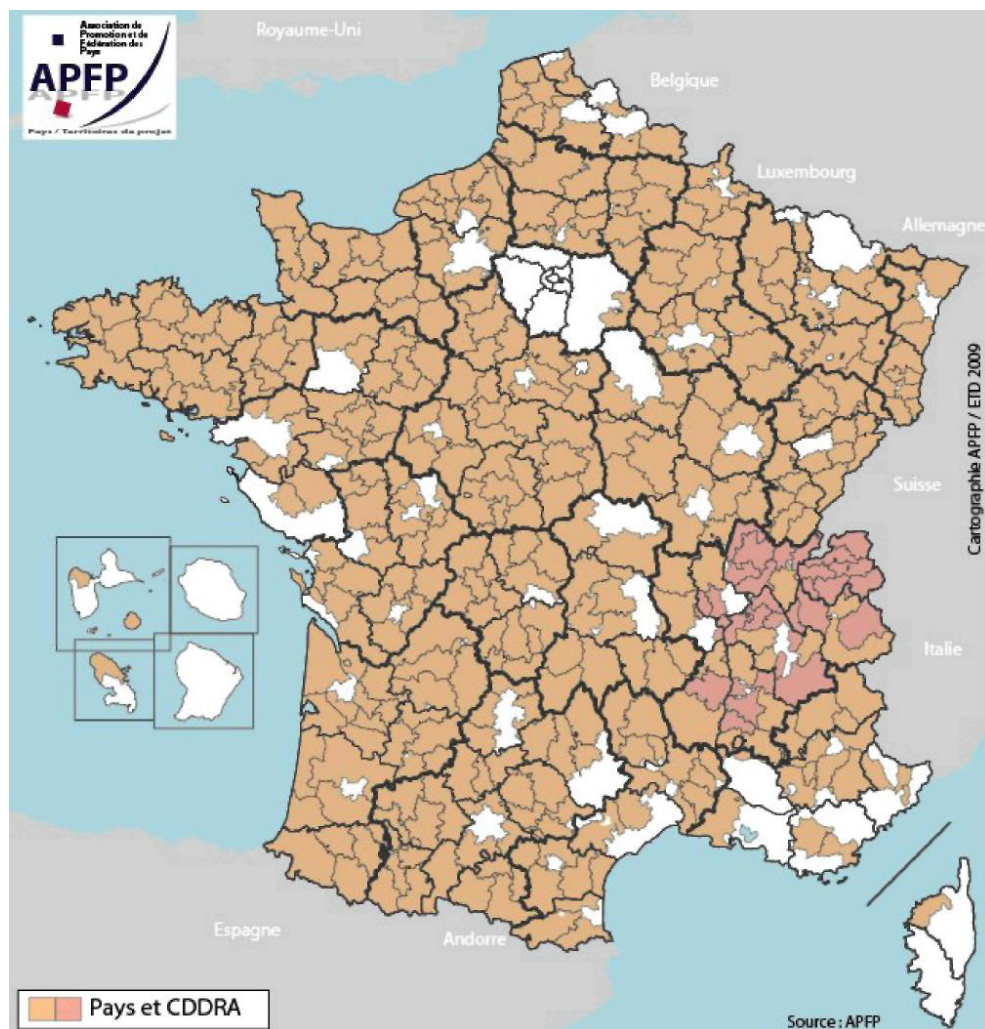 Association de
Promotion et de
Fédération des
Pays
APFP
Pays / Territoires de projet
Royaume-Uni
Belgique
Luxembourg
Allemagne
Cartographie APFP / ETD 2009
Suisse
Italie
Espagne
Andorre
Pays et CDDRA
Source : APFP